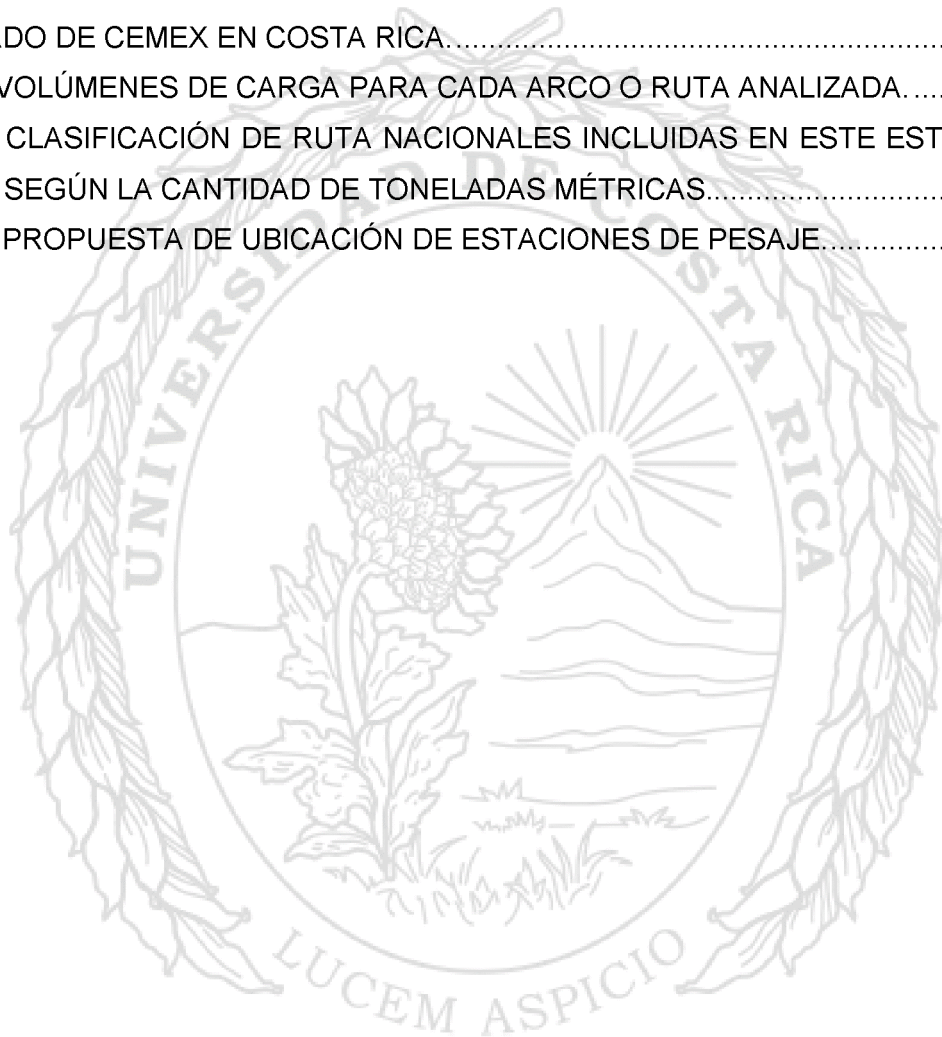 ADO DE CEMEX EN COSTA RICA.......................................................
VOLÚMENES DE CARGA PARA CADA ARCO O RUTA ANALIZADA. ....
CLASIFICACIÓN DE RUTA NACIONALES INCLUIDAS EN ESTE EST
SEGÚN LA CANTIDAD DE TONELADAS MÉTRICAS............................
PROPUESTA DE UBICACIÓN DE ESTACIONES DE PESAJE...............
UNIVERSIDAD DE COSTA RICA
LUCEM ASPICIO